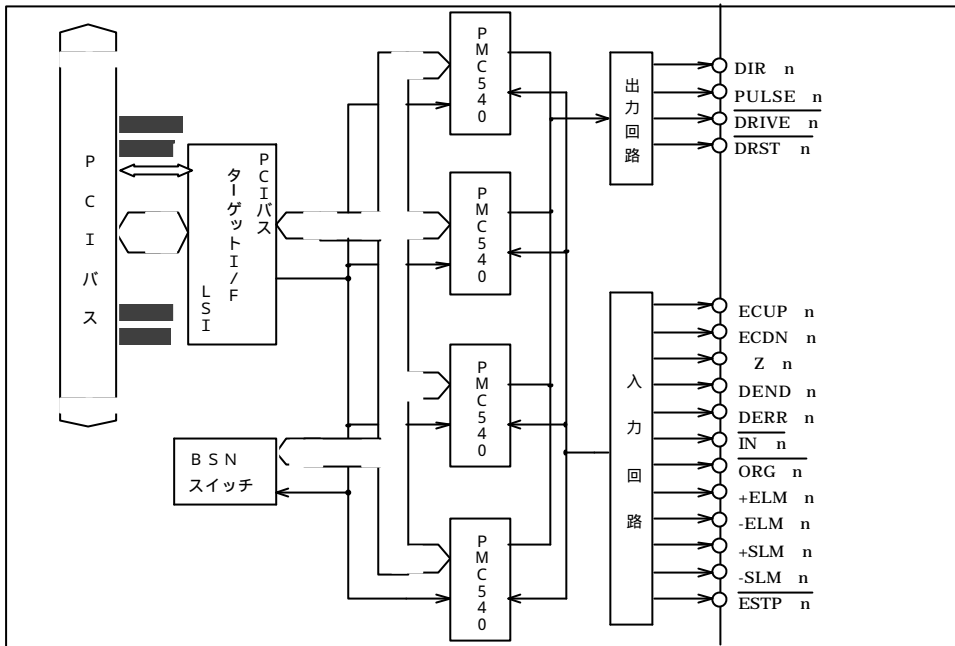 PCIバス
PCIバス
ターゲットI/F
LSI
BSN
スイッチ
PMC540
PMC540
PMC540
PMC540
出力回路
DIR n
PULSE n
DRIVE n
DRST n
入力回路
ECUP n
ECDN n
Z n
DEND n
DERR n
IN n
ORG n
+ELM n
-ELM n
+SLM n
-SLM n
ESTP n